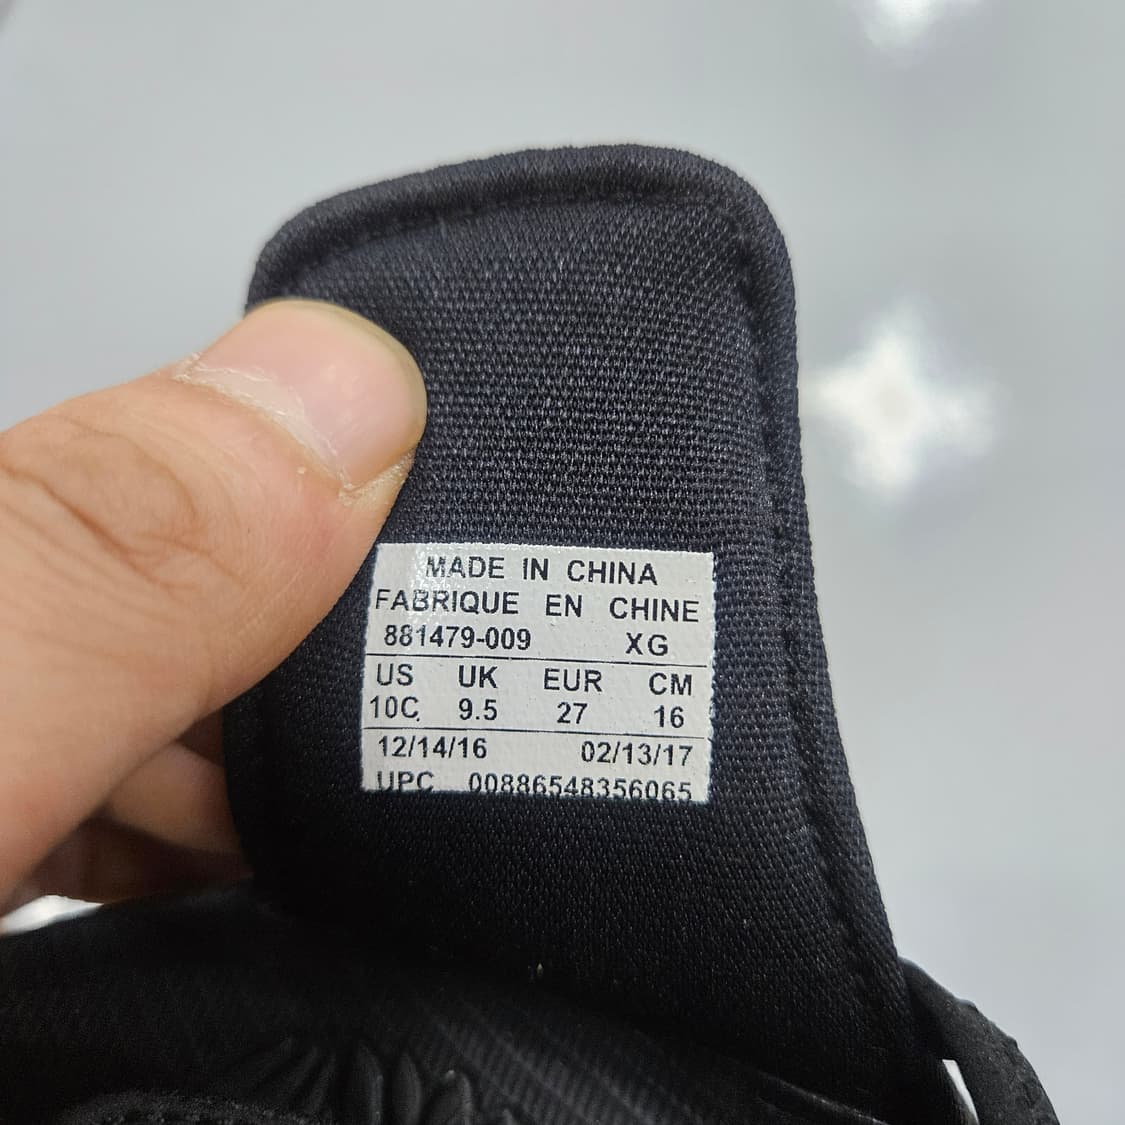 MADE IN CHINA
FABRIQUE EN CHINE
881479-009 XG
US UK EUR CM
10C 9.5 27 16
12/14/16 02/13/17
UPC 00886548356065